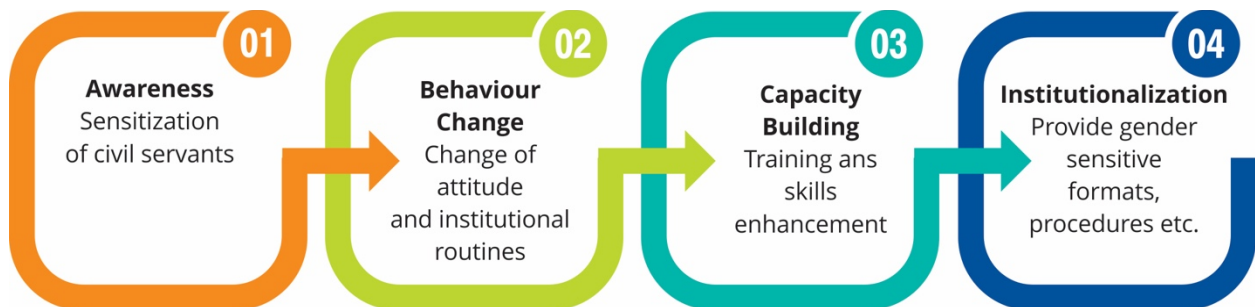 01
Awareness
Sensitization
of civil servants
02
Behaviour
Change
Change of
attitude
and institutional
routines
03
Capacity
Building
Training ans
skills
enhancement
04
Institutionalization
Provide gender
sensitive
formats,
procedures etc.